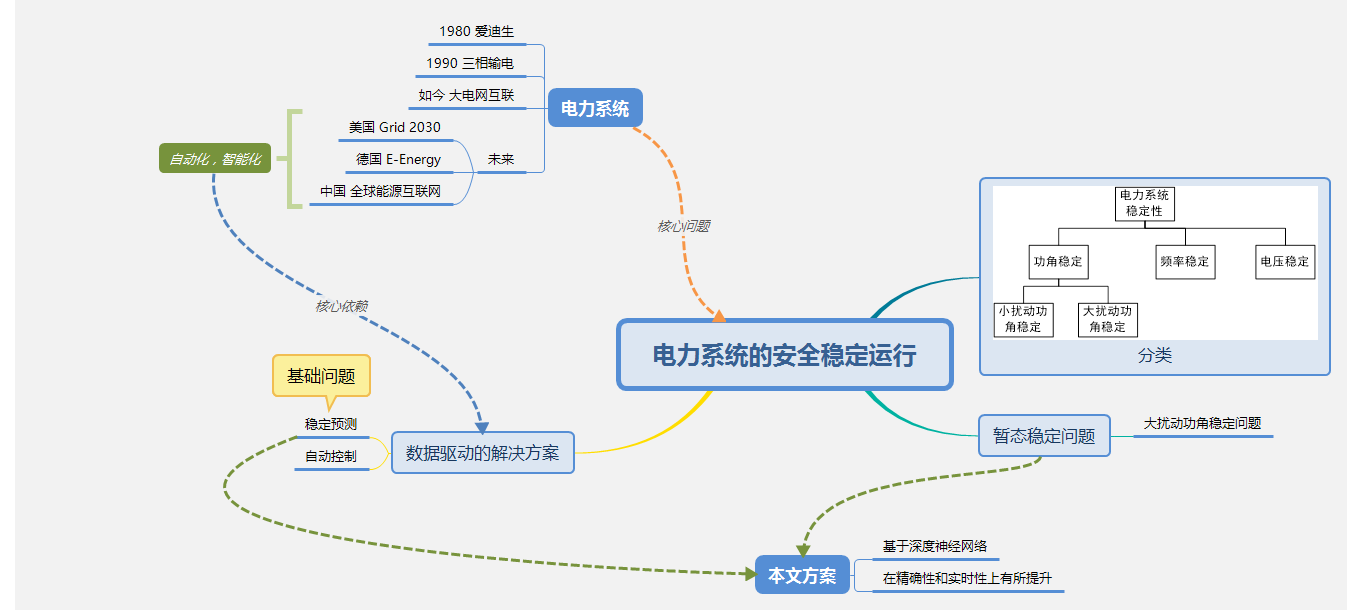 1980 爱迪生
1990 三相输电
如今 大电网互联
电力系统
美国 Grid 2030
德国 E-Energy
中国 全球能源互联网
未来
自动化，智能化
核心问题
核心依赖
电力系统
稳定性
功角稳定
频率稳定
电压稳定
小扰动功
角稳定
大扰动功
角稳定
分类
电力系统的安全稳定运行
基础问题
稳定预测
自动控制
数据驱动的解决方案
暂态稳定问题
大扰动功角稳定问题
本文方案
基于深度神经网络
在精确性和实时性上有所提升